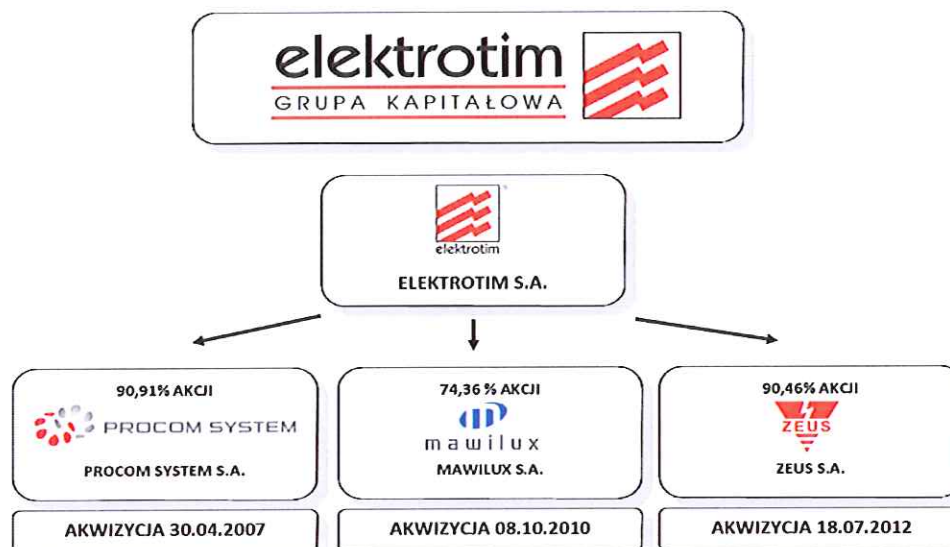 elektrotim
GRUPA KAPITAŁOWA
elektrotim
ELEKTROTIM S.A.
90,91% AKCJI
PROCOM SYSTEM
PROCOM SYSTEM S.A.
74,36 % AKCJI
mawilux
MAWILUX S.A.
90,46% AKCJI
ZEUS
ZEUS S.A.
AKWIZYCJA 30.04.2007
AKWIZYCJA 08.10.2010
AKWIZYCJA 18.07.2012